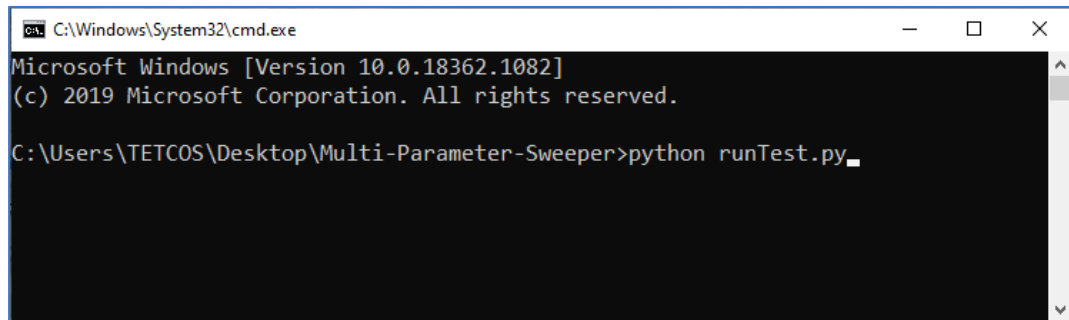 C:\Windows\System32\cmd.exe
Microsoft Windows [Version 10.0.18362.1082]
(c) 2019 Microsoft Corporation. All rights reserved.
C:\Users\TETCOS\Desktop\Multi-Parameter-Sweeper>python runTest.py